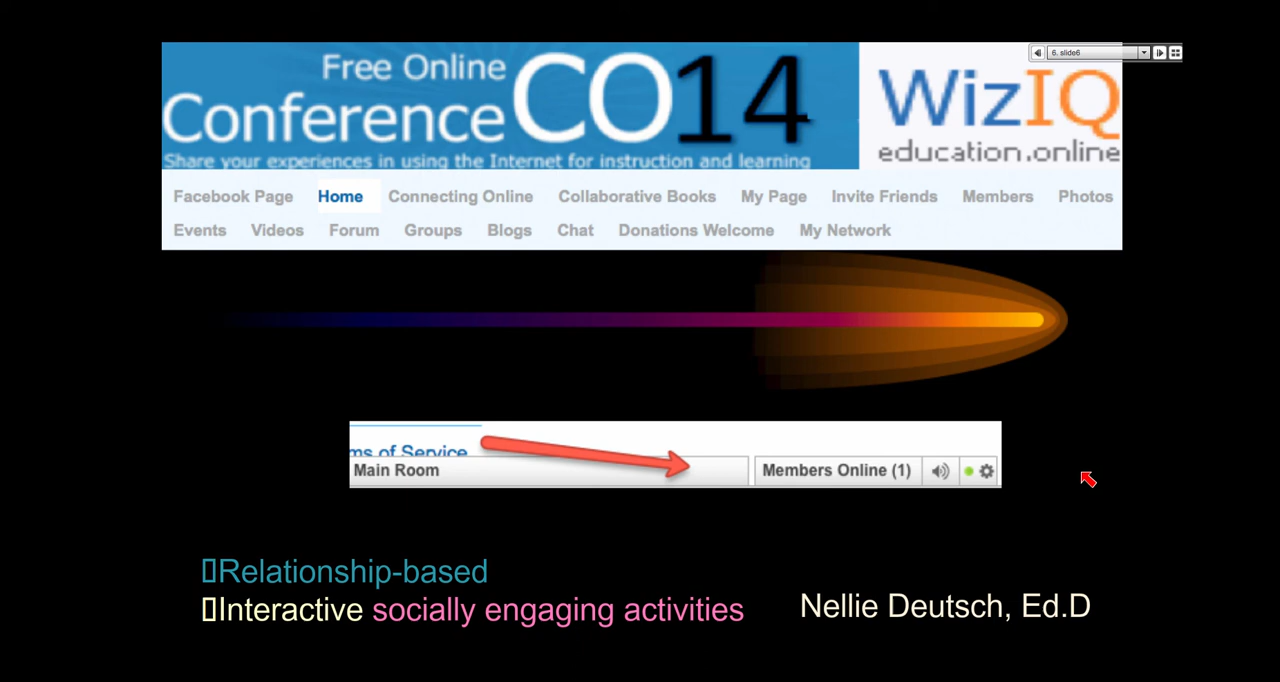 6. slide6
Free Online
Conference CO14
Share your experiences in using the Internet for instruction and learning
WizIQ
education.online
Facebook Page Home Connecting Online Collaborative Books My Page Invite Friends Members Photos
Events Videos Forum Groups Blogs Chat Donations Welcome My Network
ms of Service
Main Room Members Online (1)
Relationship-based
Interactive socially engaging activities
Nellie Deutsch, Ed.D